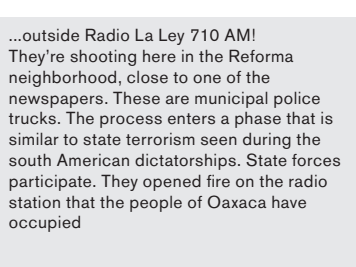 ...outside Radio La Ley 710 AM!
They're shooting here in the Reforma
neighborhood, close to one of the
newspapers. These are municipal police
trucks. The process enters a phase that is
similar to state terrorism seen during the
south American dictatorships. State forces
participate. They opened fire on the radio
station that the people of Oaxaca have
occupied